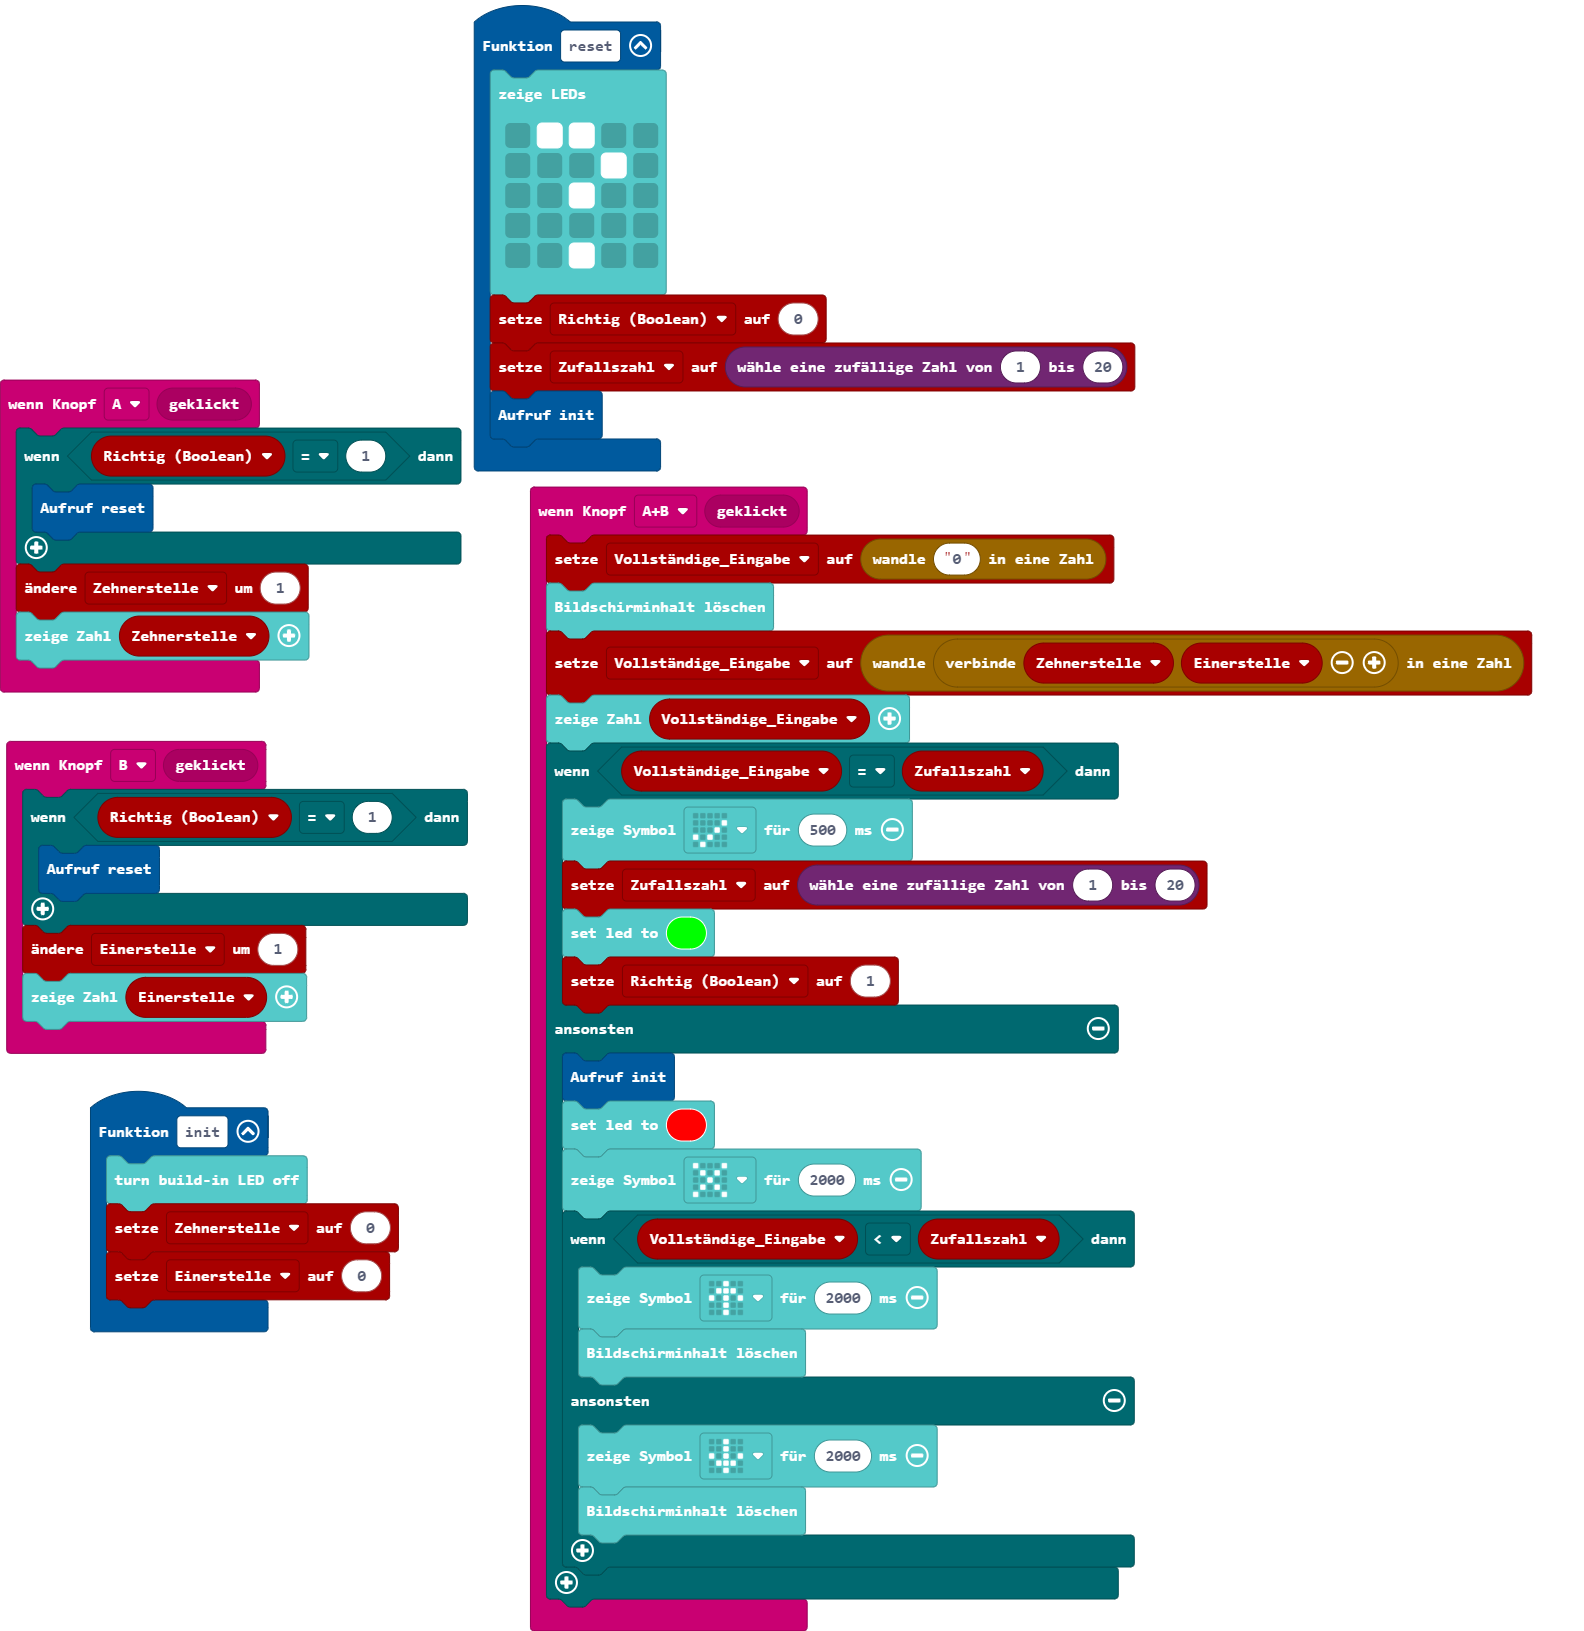 Funktion reset
zeige LEDs
setze Richtig (Boolean) auf 0
setze Zufallszahl auf wähle eine zufällige Zahl von 1 bis 20
Aufruf init
wenn Knopf A geklickt
wenn Richtig (Boolean) = 1 dann
Aufruf reset
ändere Zehnerstelle um 1
zeige Zahl Zehnerstelle
wenn Knopf B geklickt
wenn Richtig (Boolean) = 1 dann
Aufruf reset
ändere Einerstelle um 1
zeige Zahl Einerstelle
Funktion init
turn build-in LED off
setze Zehnerstelle auf 0
setze Einerstelle auf 0
wenn Knopf A+B geklickt
setze Vollständige_Eingabe auf wandle "0" in eine Zahl
Bildschirminhalt löschen
setze Vollständige_Eingabe auf wandle verbinde Zehnerstelle Einerstelle in eine Zahl
zeige Zahl Vollständige_Eingabe
wenn Vollständige_Eingabe = Zufallszahl dann
zeige Symbol für 500 ms
setze Zufallszahl auf wähle eine zufällige Zahl von 1 bis 20
set led to
setze Richtig (Boolean) auf 1
ansonsten
Aufruf init
set led to
zeige Symbol für 2000 ms
wenn Vollständige_Eingabe < Zufallszahl dann
zeige Symbol für 2000 ms
Bildschirminhalt löschen
ansonsten
zeige Symbol für 2000 ms
Bildschirminhalt löschen